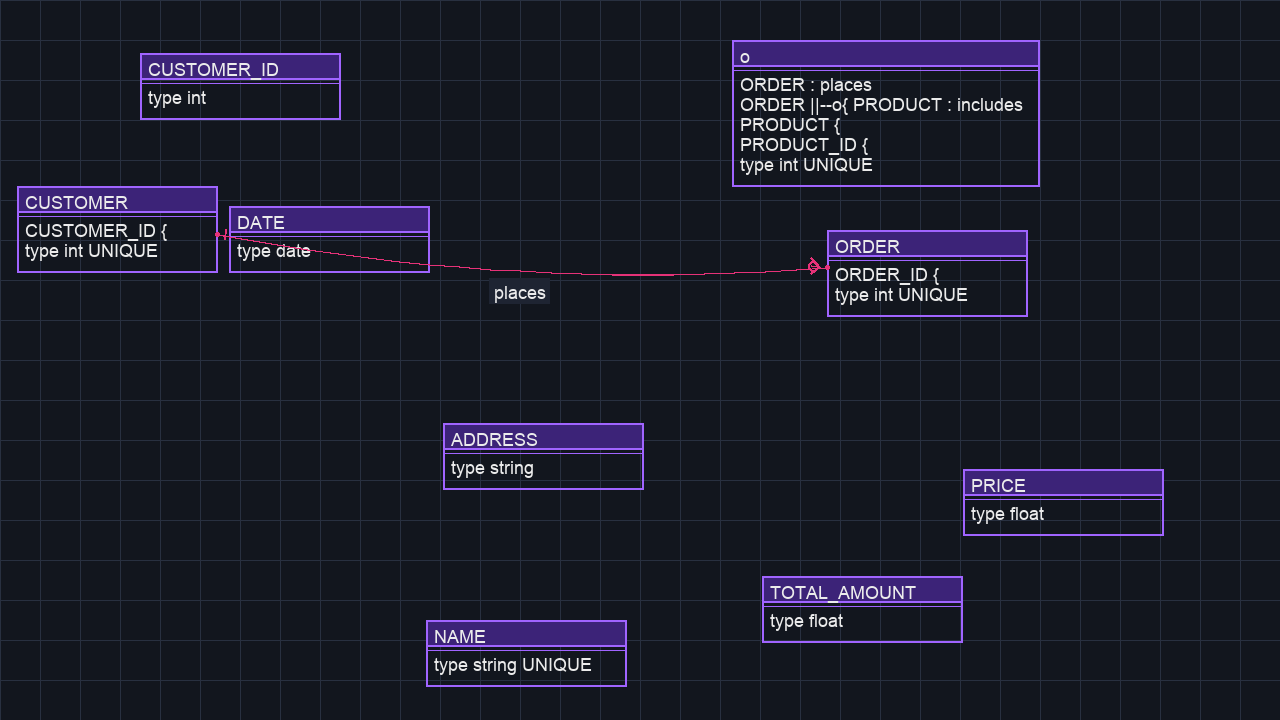 CUSTOMER_ID
type int
o
ORDER : places
ORDER ||--o{ PRODUCT : includes
PRODUCT {
PRODUCT_ID {
type int UNIQUE
CUSTOMER
CUSTOMER_ID {
type int UNIQUE
DATE
type date
ORDER
ORDER_ID {
type int UNIQUE
places
ADDRESS
type string
PRICE
type float
TOTAL_AMOUNT
type float
NAME
type string UNIQUE